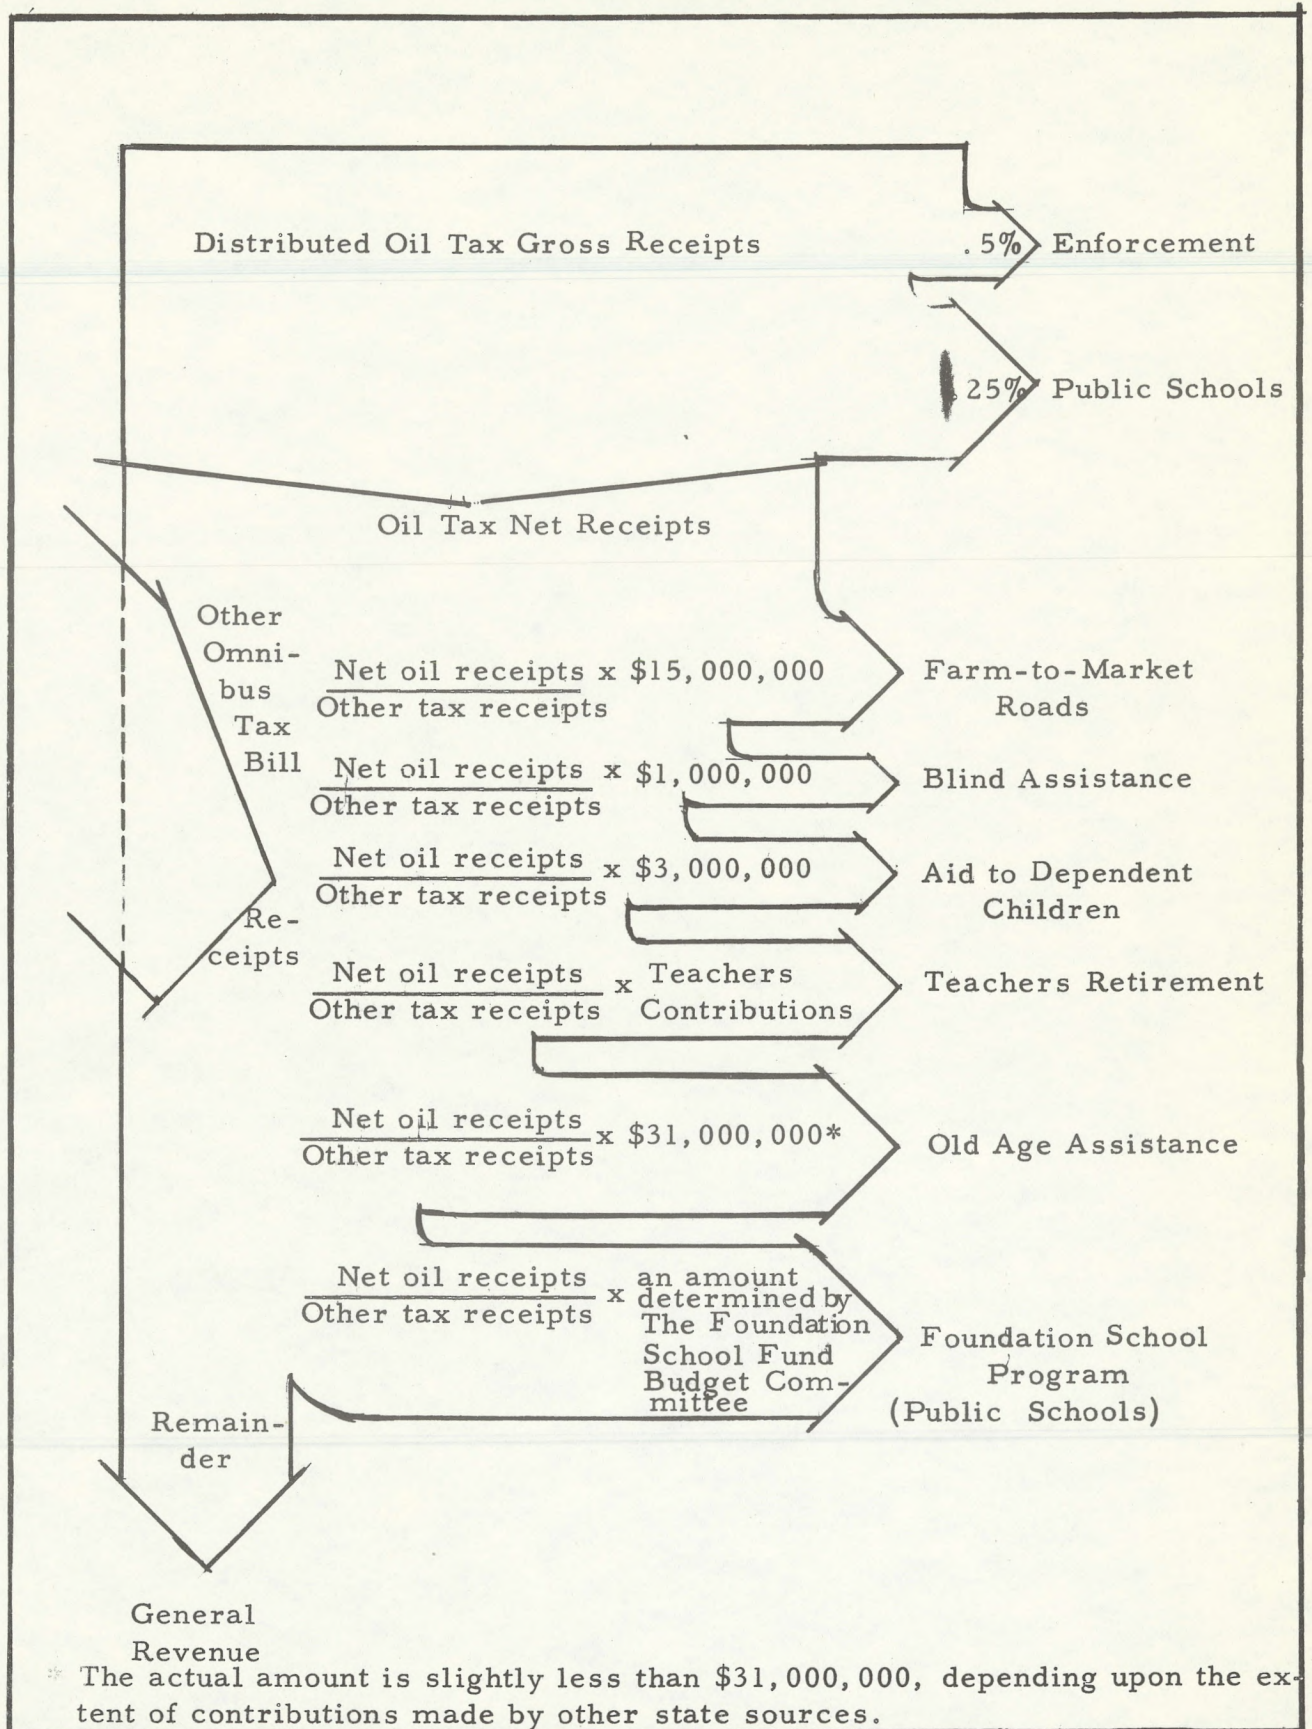 Distributed Oil Tax Gross Receipts .5% Enforcement
25% Public Schools
Oil Tax Net Receipts
Other
Omni-
bus
Tax
Bill
Re-
ceipts
Net oil receipts x $15,000,000
Other tax receipts
Farm-to-Market
Roads
Net oil receipts x $1,000,000
Other tax receipts
Blind Assistance
Net oil receipts x $3,000,000
Other tax receipts
Aid to Dependent
Children
Net oil receipts x Teachers
Other tax receipts Contributions
Teachers Retirement
Net oil receipts x $31,000,000*
Other tax receipts
Old Age Assistance
Net oil receipts x an amount
Other tax receipts determined by
The Foundation
School Fund
Budget Com-
mittee
Foundation School
Program
(Public Schools)
Remain-
der
General
Revenue
* The actual amount is slightly less than $31,000,000, depending upon the ex-
tent of contributions made by other state sources.